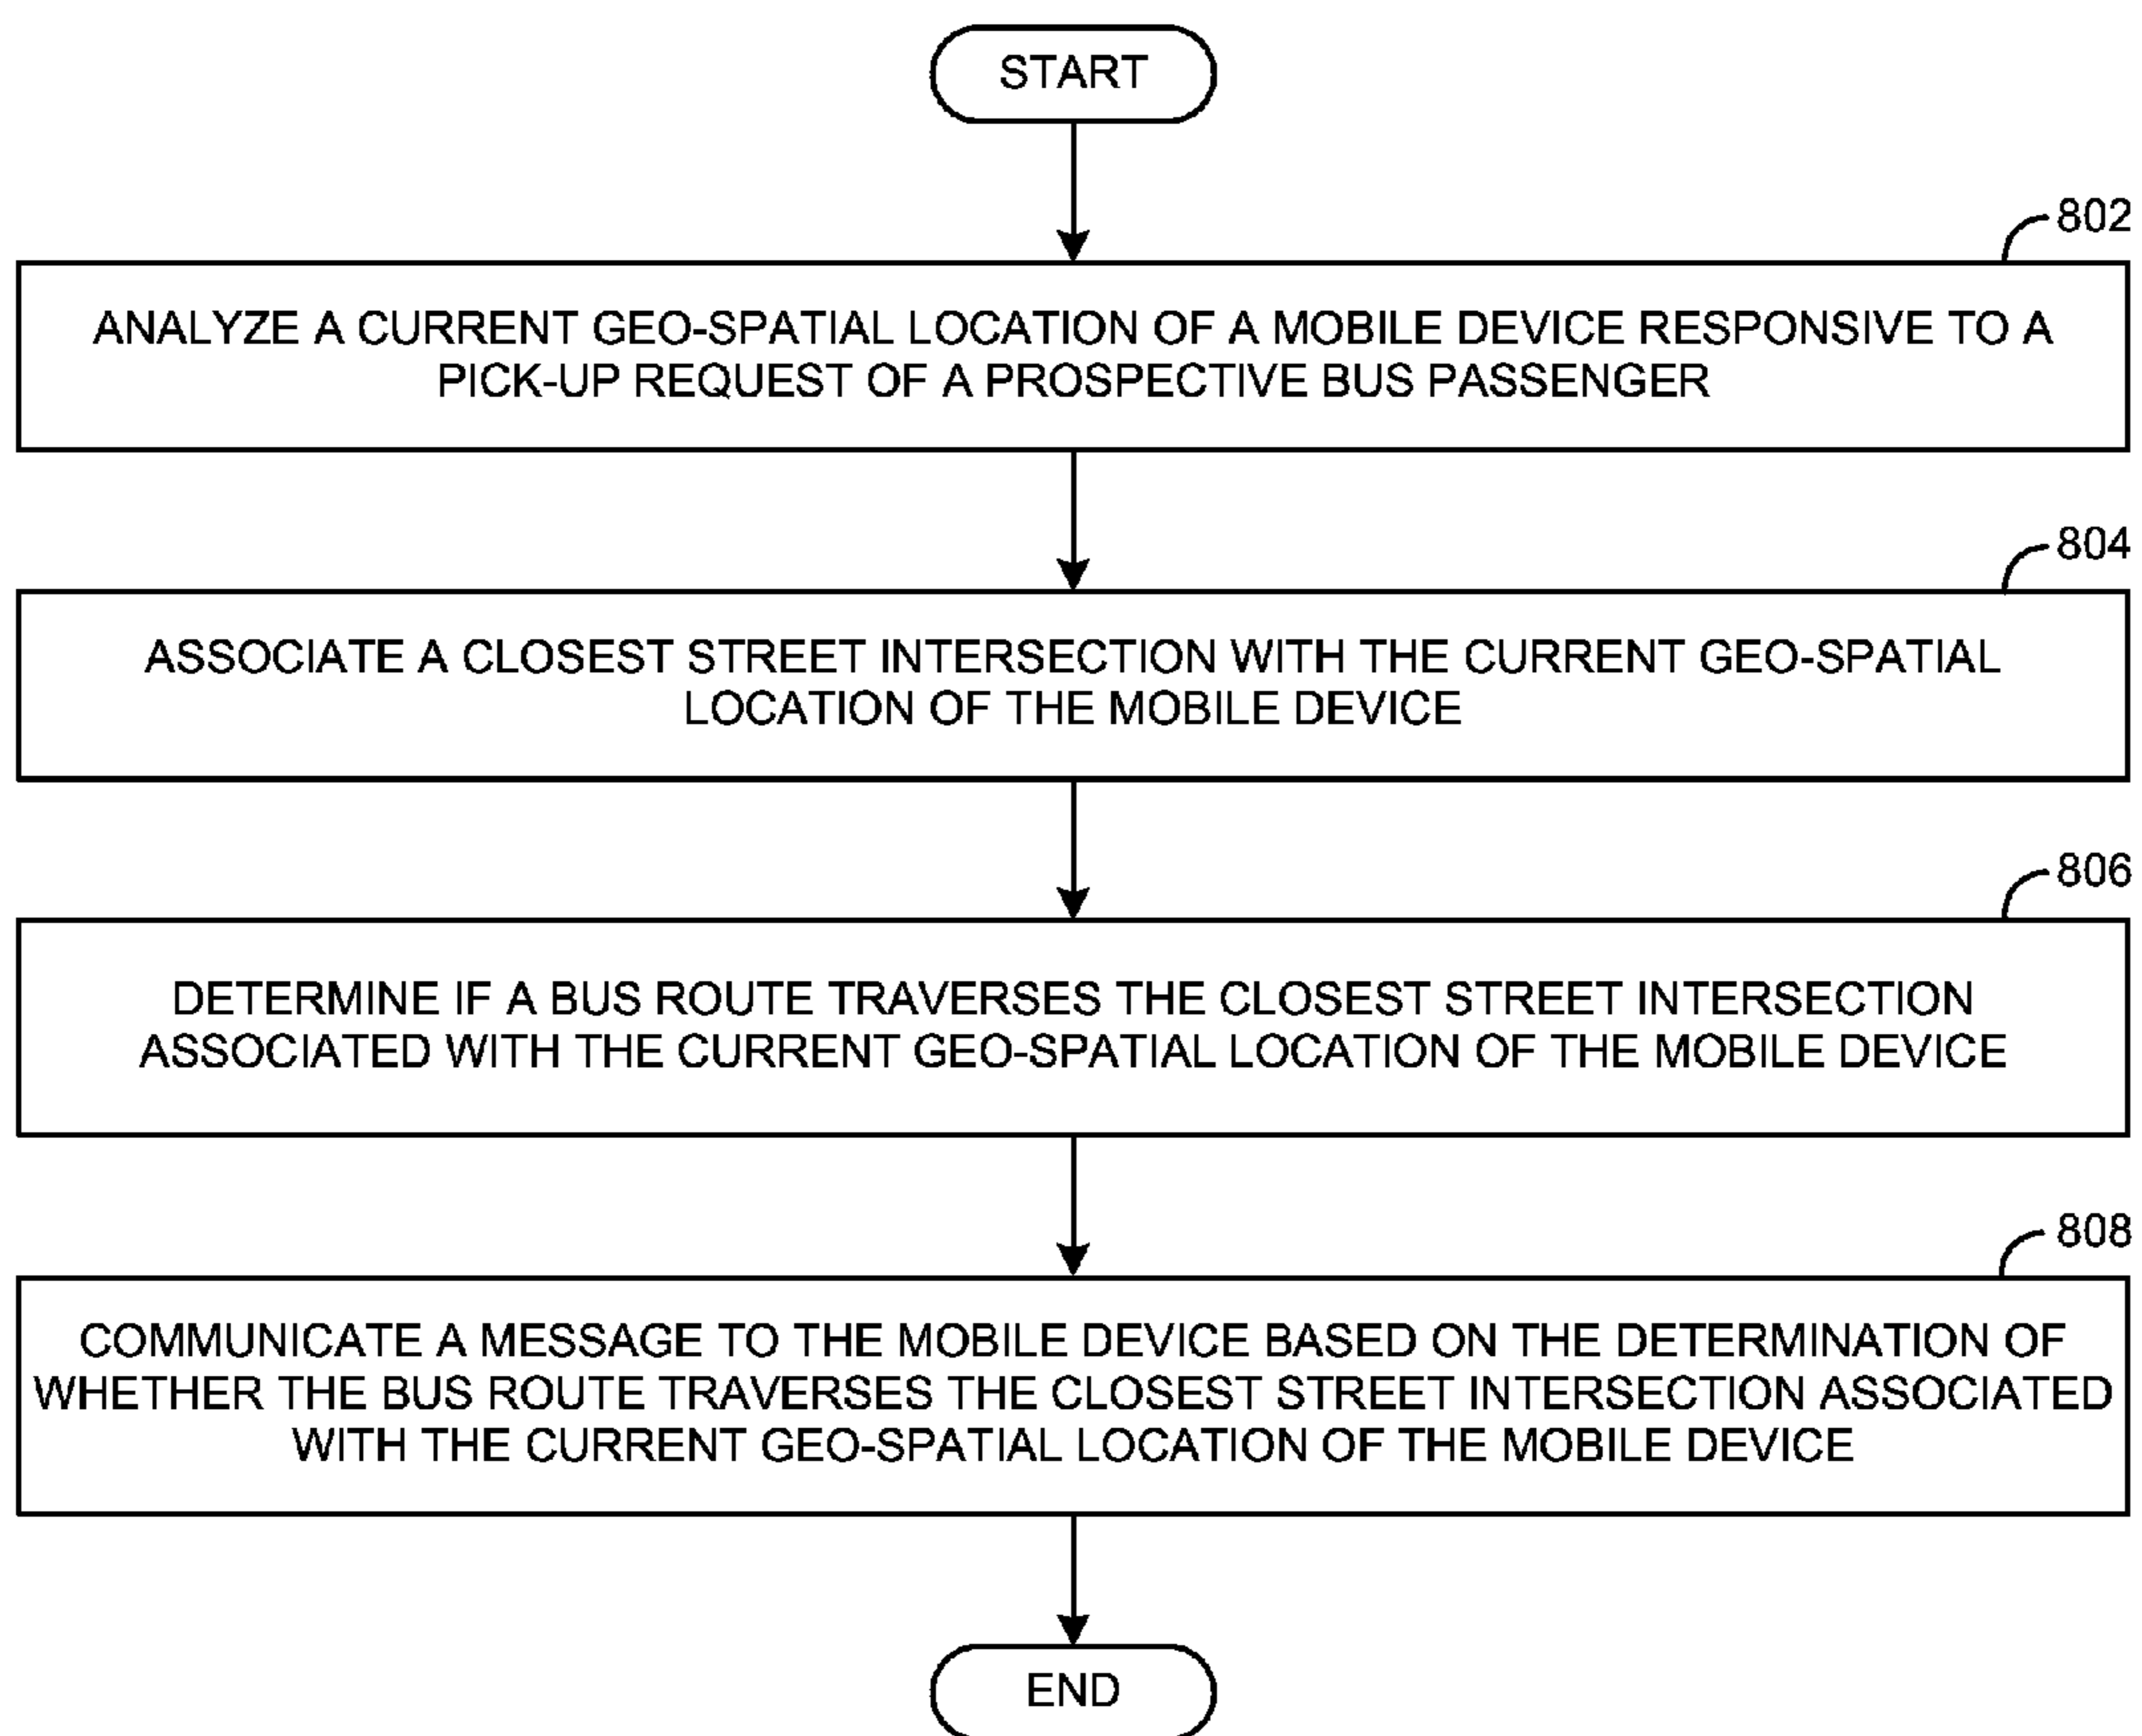 START
802
ANALYZE A CURRENT GEO-SPATIAL LOCATION OF A MOBILE DEVICE RESPONSIVE TO A
PICK-UP REQUEST OF A PROSPECTIVE BUS PASSENGER
804
ASSOCIATE A CLOSEST STREET INTERSECTION WITH THE CURRENT GEO-SPATIAL
LOCATION OF THE MOBILE DEVICE
806
DETERMINE IF A BUS ROUTE TRAVERSES THE CLOSEST STREET INTERSECTION
ASSOCIATED WITH THE CURRENT GEO-SPATIAL LOCATION OF THE MOBILE DEVICE
808
COMMUNICATE A MESSAGE TO THE MOBILE DEVICE BASED ON THE DETERMINATION OF
WHETHER THE BUS ROUTE TRAVERSES THE CLOSEST STREET INTERSECTION ASSOCIATED
WITH THE CURRENT GEO-SPATIAL LOCATION OF THE MOBILE DEVICE
END